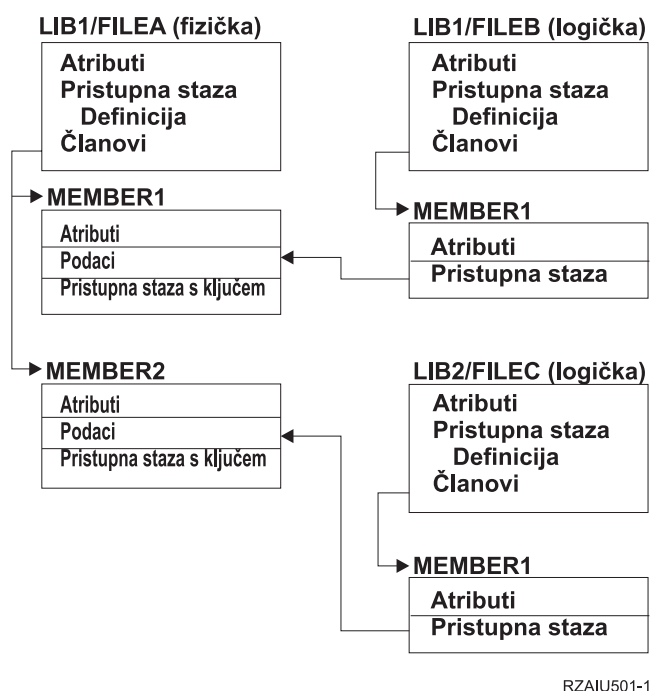 LIB1/FILEA (fizička)
Atributi
Pristupna staza
Definicija
Članovi
MEMBER1
Atributi
Podaci
Pristupna staza s ključem
MEMBER2
Atributi
Podaci
Pristupna staza s ključem
LIB1/FILEB (logička)
Atributi
Pristupna staza
Definicija
Članovi
MEMBER1
Atributi
Pristupna staza
LIB2/FILEC (logička)
Atributi
Pristupna staza
Definicija
Članovi
MEMBER1
Atributi
Pristupna staza
RZAIU501-1